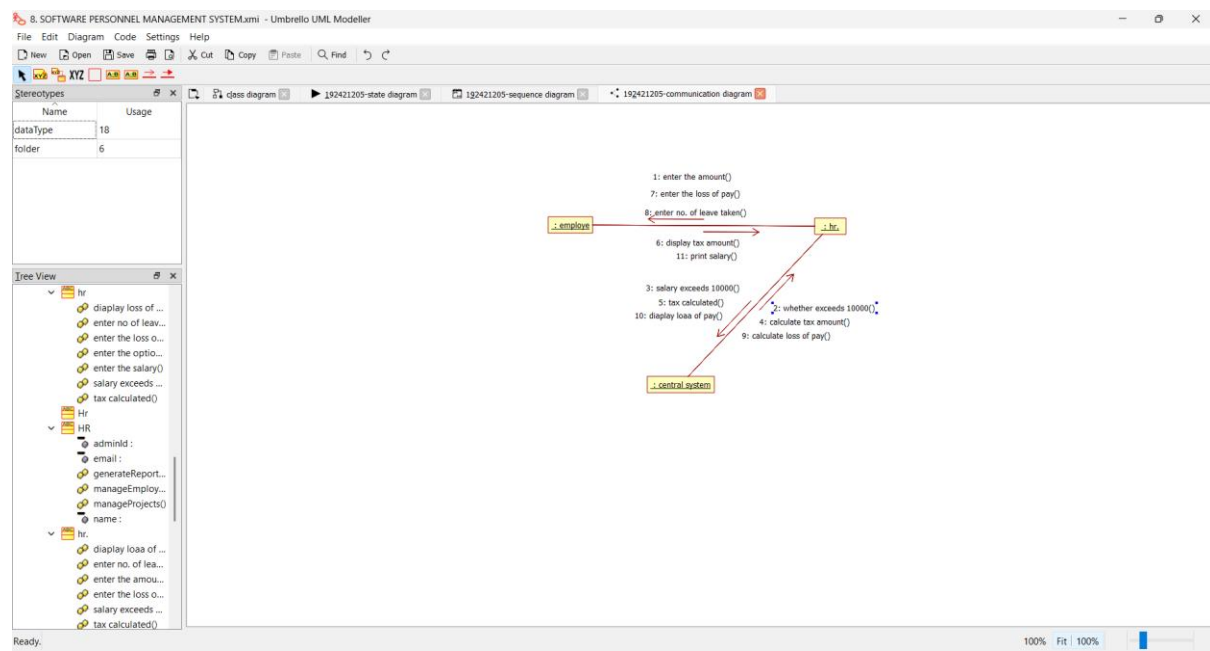 8. SOFTWARE PERSONNEL MANAGEMENT SYSTEM.xmi - Umbrello UML Modeller
File Edit Diagram Code Settings Help
New Open Save Cut Copy Paste Find
XYZ XYZ A.B A.B
Stereotypes
Name Usage
dataType 18
folder 6
class diagram 192421205-state diagram 192421205-sequence diagram 192421205-communication diagram
1: enter the amount()
7: enter the loss of pay()
8: enter no. of leave taken()
: employe
: hr.
6: display tax amount()
11: print salary()
3: salary exceeds 10000()
5: tax calculated()
10: display loaa of pay()
2: whether exceeds 10000()
4: calculate tax amount()
9: calculate loss of pay()
: central system
Tree View
hr
diaplay loss of ...
enter no of leav...
enter the loss o...
enter the optio...
enter the salary()
salary exceeds ...
tax calculated()
Hr
HR
adminId :
email :
generateReport...
manageEmploy...
manageProjects()
name :
hr.
diaplay loaa of ...
enter no. of lea...
enter the amou...
enter the loss o...
salary exceeds ...
tax calculated()
Ready.
100% Fit 100%